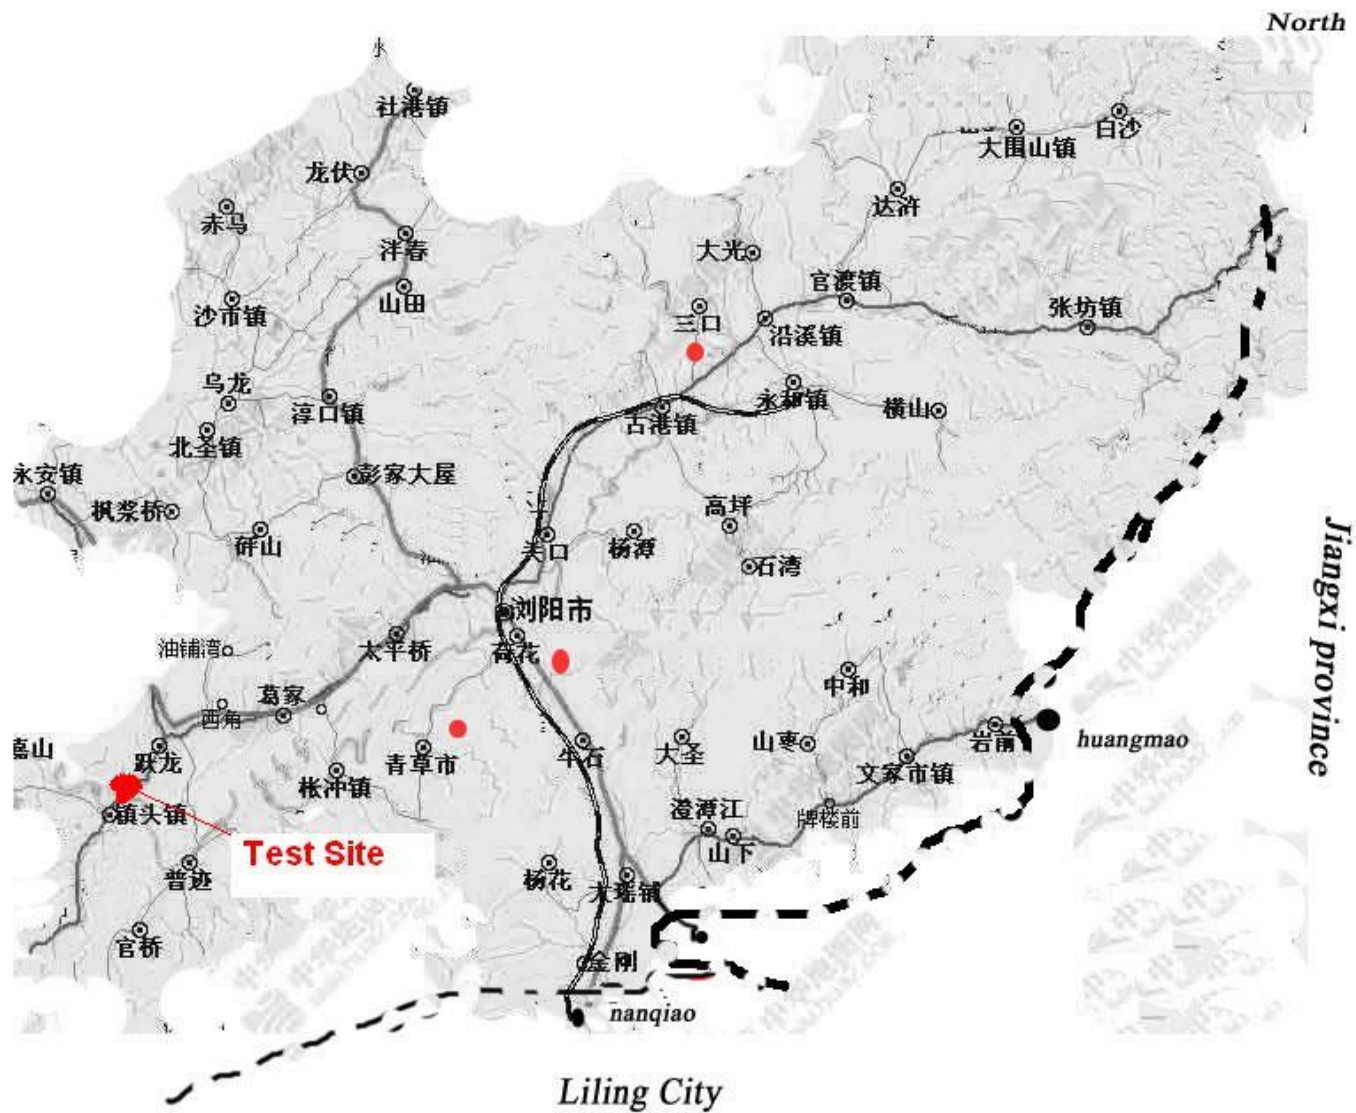 North
水
社港镇
白沙
大围山镇
龙伏
达浒
赤马
泮春
大光
官渡镇
山田
沙市镇
三口
张坊镇
沿溪镇
乌龙
永和镇
淳口镇
古港镇
横山
北圣镇
永安镇
彭家大屋
枫浆桥
高坪
砰山
关口
杨潭
石湾
Jiangxi province
浏阳市
油铺湾
太平桥
荷花
中和
葛家
西角
岩前
huangmao
嘉山
跃龙
青草市
牛石
大圣
山枣
文家市镇
枨冲镇
镇头镇
澄潭江
牌楼前
山下
Test Site
普迹
杨花
大瑶镇
官桥
金刚
nanqiao
Liling City